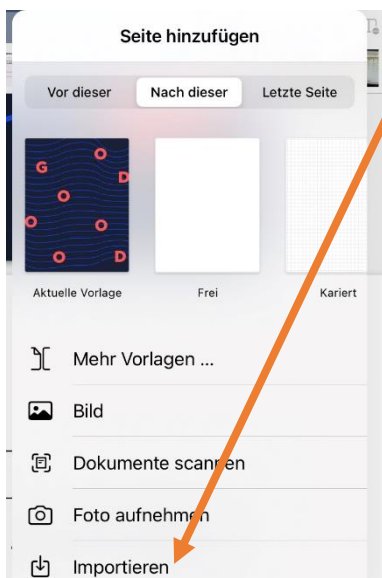 Seite hinzufügen
Vor dieser Nach dieser Letzte Seite
G O
D
O
O O
O D
Aktuelle Vorlage Frei Kariert
Mehr Vorlagen ...
Bild
Dokumente scannen
Foto aufnehmen
Importieren